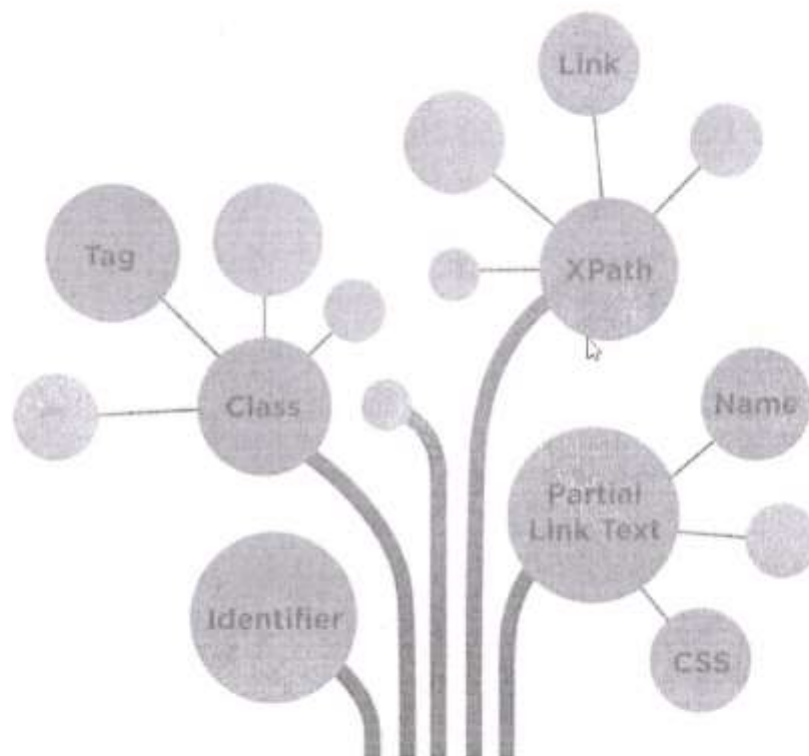 Link
Tag
XPath
Class
Name
Partial
Link Text
Identifier
CSS